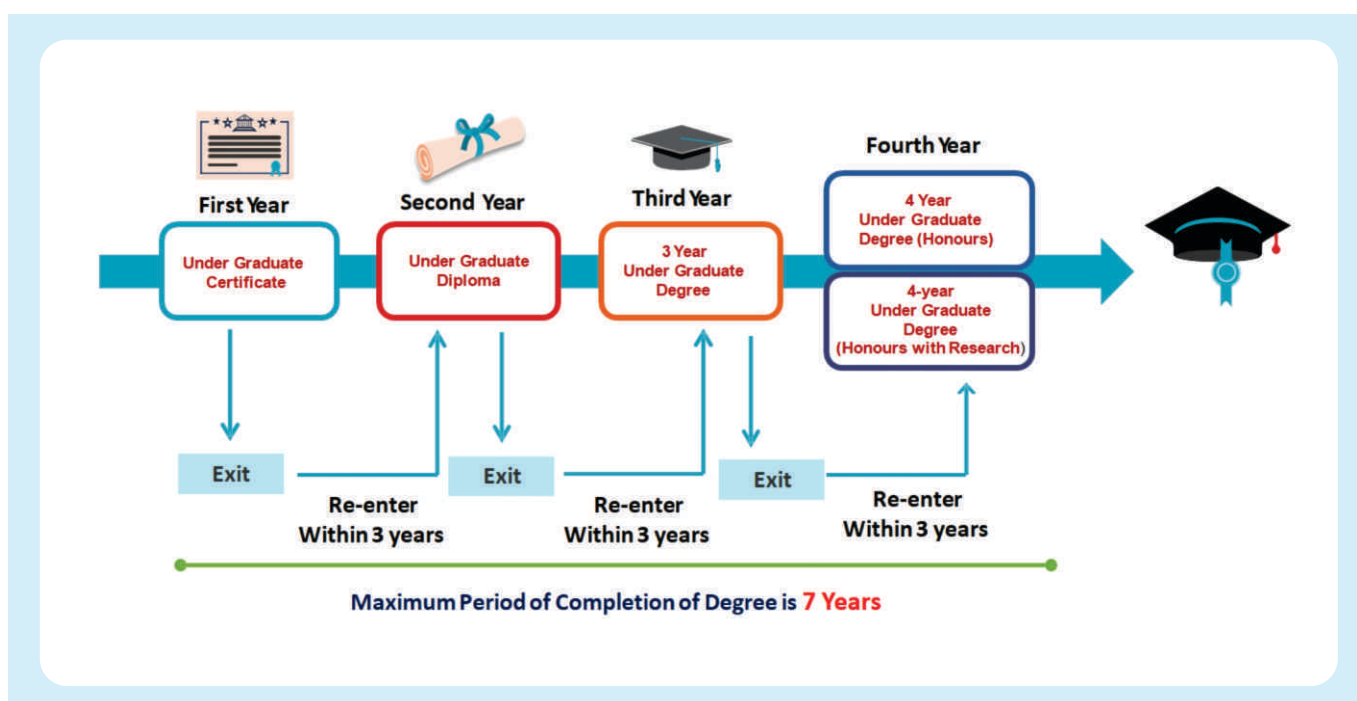 First Year
Under Graduate
Certificate
Second Year
Under Graduate
Diploma
Third Year
3 Year
Under Graduate
Degree
Fourth Year
4 Year
Under Graduate
Degree (Honours)
4-year
Under Graduate
Degree
(Honours with Research)
Exit
Re-enter
Within 3 years
Exit
Re-enter
Within 3 years
Exit
Re-enter
Within 3 years
Maximum Period of Completion of Degree is 7 Years